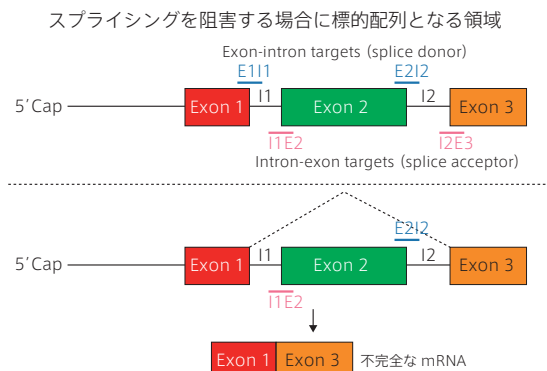 スプライシングを阻害する場合に標的配列となる領域
Exon-intron targets (splice donor)
E1I1 E2I2
5’Cap Exon 1 I1 Exon 2 I2 Exon 3
I1E2 I2E3
Intron-exon targets (splice acceptor)
E2I2
5’Cap Exon 1 I1 Exon 2 I2 Exon 3
I1E2
Exon 1 Exon 3 不完全な mRNA